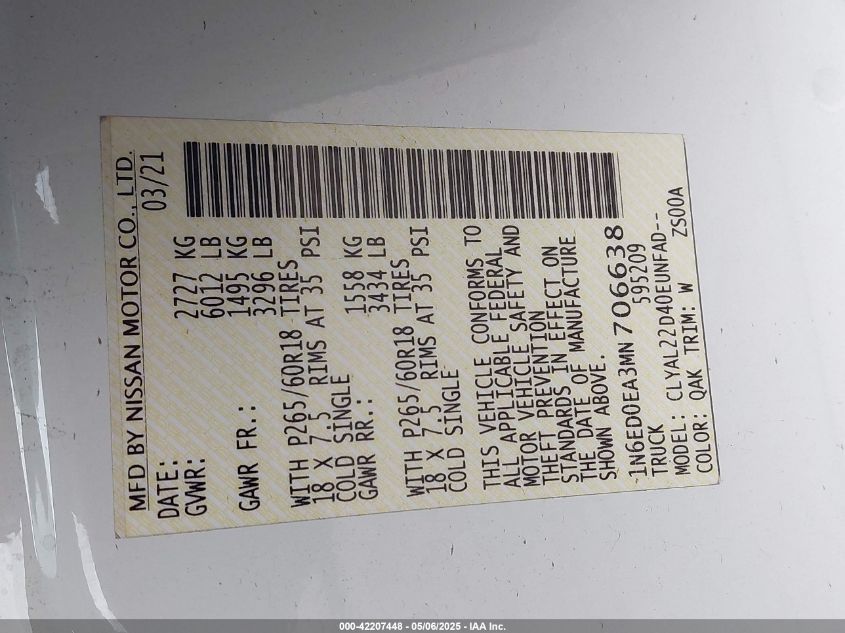 MFD BY NISSAN MOTOR CO., LTD.
DATE: 03/21
GVWR: 2727 KG
6012 LB
GAWR FR.: 1495 KG
3296 LB
WITH P265/60R18 TIRES
18 X 7.5 RIMS AT 35 PSI
COLD SINGLE
GAWR RR.: 1558 KG
3434 LB
WITH P265/60R18 TIRES
18 X 7.5 RIMS AT 35 PSI
COLD SINGLE
THIS VEHICLE CONFORMS TO
ALL APPLICABLE FEDERAL
MOTOR VEHICLE SAFETY AND
THEFT PREVENTION
STANDARDS IN EFFECT ON
THE DATE OF MANUFACTURE
SHOWN ABOVE.
1N6ED0EA3MN706638
TRUCK 595209
MODEL: CLYAL22D40EUNFAD--
COLOR: QAK TRIM: W ZS00A
000-42207448 - 05/06/2025 - IAA Inc.